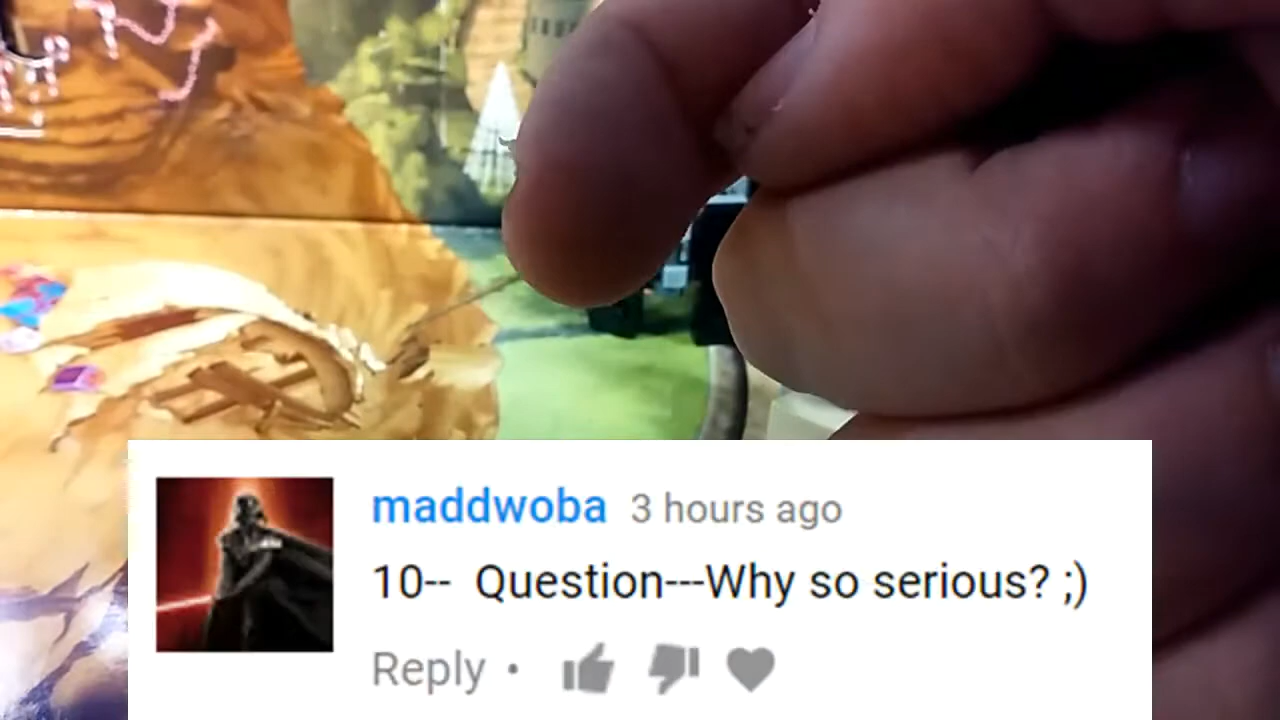 maddwoba 3 hours ago
10-- Question---Why so serious? ;)
Reply •